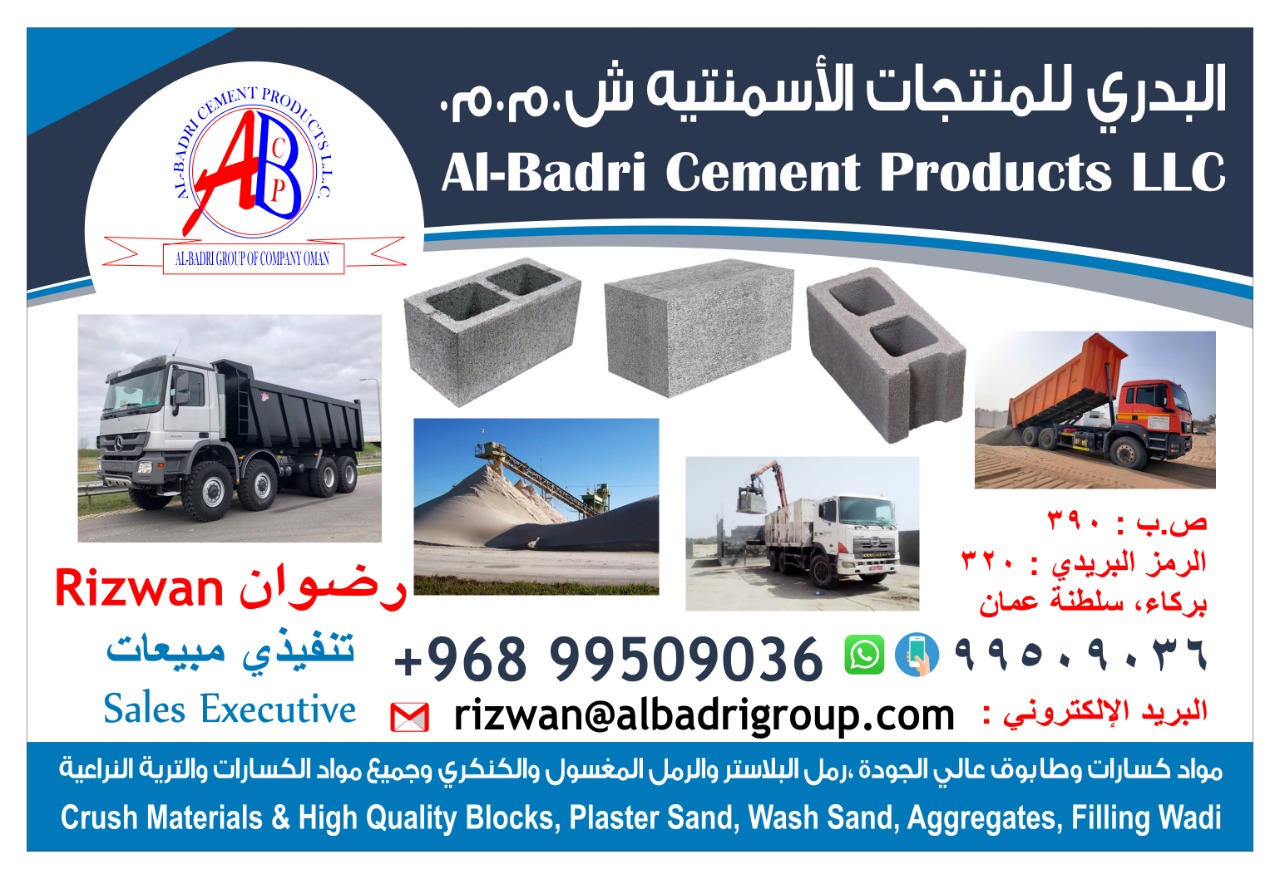 البدري للمنتجات الأسمنتيه ش.م.م.
Al-Badri Cement Products LLC
AL-BADRI CEMENT PRODUCTS L.L.C.
ABCP
AL-BADRI GROUP OF COMPANY OMAN
ص.ب : ٣٩٠
الرمز البريدي : ٣٢٠
بركاء، سلطنة عمان
Rizwan رضوان
تنفيذي مبيعات
Sales Executive
+968 99509036 ٩٩٥٠٩٠٣٦
rizwan@albadrigroup.com البريد الإلكتروني :
مواد كسارات وطابوق عالي الجودة ،رمل البلاستر والرمل المغسول والكنكري وجميع مواد الكسارات والترية النراعية
Crush Materials & High Quality Blocks, Plaster Sand, Wash Sand, Aggregates, Filling Wadi